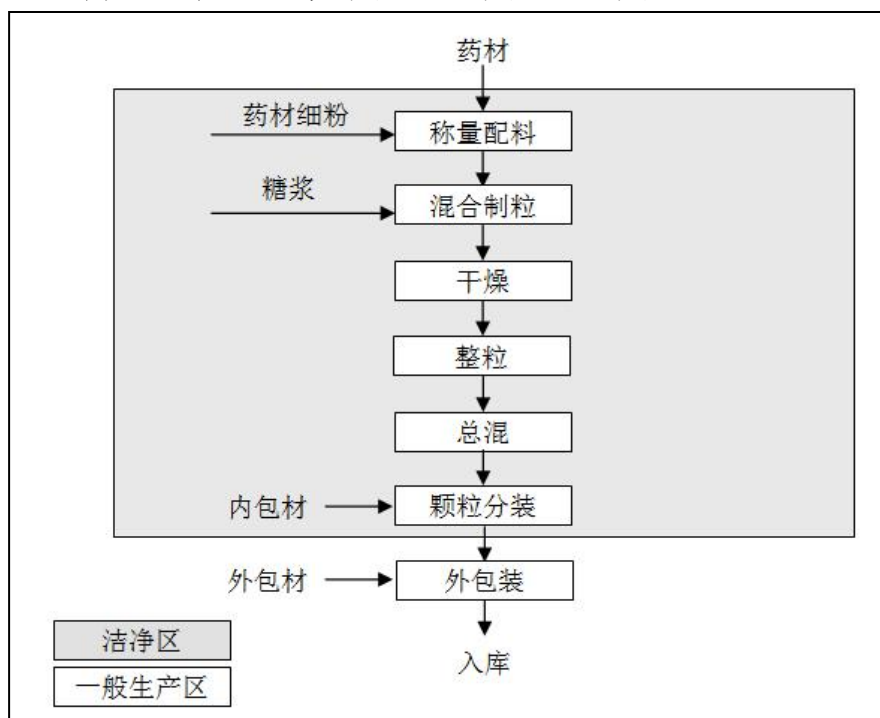 药材
药材细粉
称量配料
糖浆
混合制粒
干燥
整粒
总混
内包材
颗粒分装
外包材
外包装
洁净区
入库
一般生产区